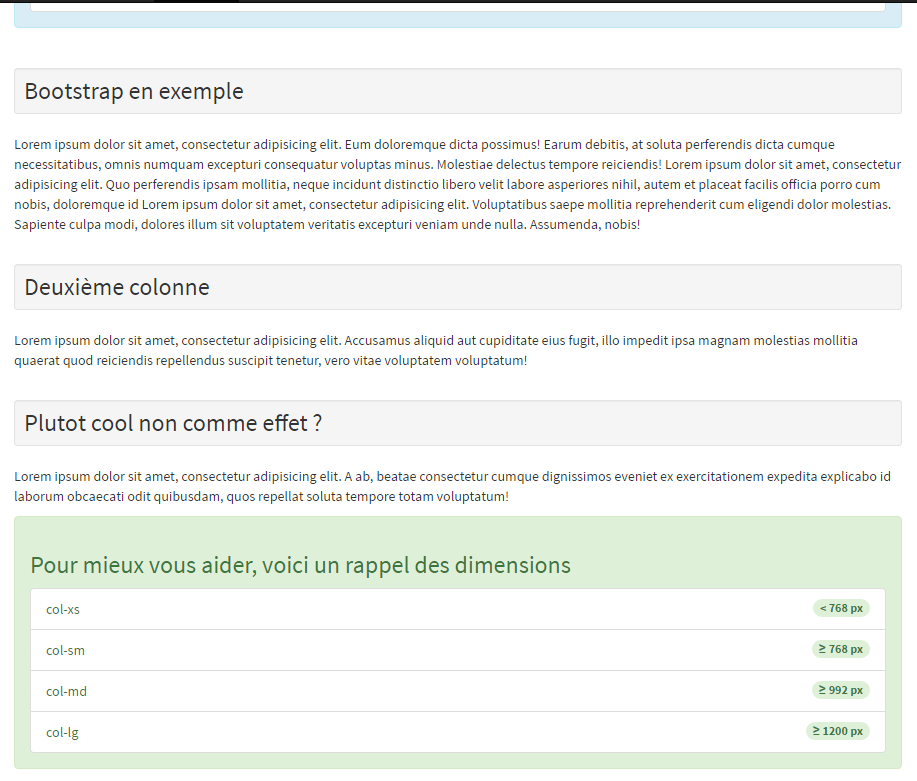 Bootstrap en exemple
Lorem ipsum dolor sit amet, consectetur adipisicing elit. Eum doloremque dicta possimus! Earum debitis, at soluta perferendis dicta cumque
necessitatibus, omnis numquam excepturi consequatur voluptas minus. Molestiae delectus tempore reiciendis! Lorem ipsum dolor sit amet, consectetur
adipisicing elit. Quo perferendis ipsam mollitia, neque incidunt distinctio libero velit labore asperiores nihil, autem et placeat facilis officia porro cum
nobis, doloremque id Lorem ipsum dolor sit amet, consectetur adipisicing elit. Voluptatibus saepe mollitia reprehenderit cum eligendi dolor molestias.
Sapiente culpa modi, dolores illum sit voluptatem veritatis excepturi veniam unde nulla. Assumenda, nobis!
Deuxième colonne
Lorem ipsum dolor sit amet, consectetur adipisicing elit. Accusamus aliquid aut cupiditate eius fugit, illo impedit ipsa magnam molestias mollitia
quaerat quod reiciendis repellendus suscipit tenetur, vero vitae voluptatem voluptatum!
Plutot cool non comme effet ?
Lorem ipsum dolor sit amet, consectetur adipisicing elit. A ab, beatae consectetur cumque dignissimos eveniet ex exercitationem expedita explicabo id
laborum obcaecati odit quibusdam, quos repellat soluta tempore totam voluptatum!
Pour mieux vous aider, voici un rappel des dimensions
col-xs < 768 px
col-sm ≥ 768 px
col-md ≥ 992 px
col-lg ≥ 1200 px